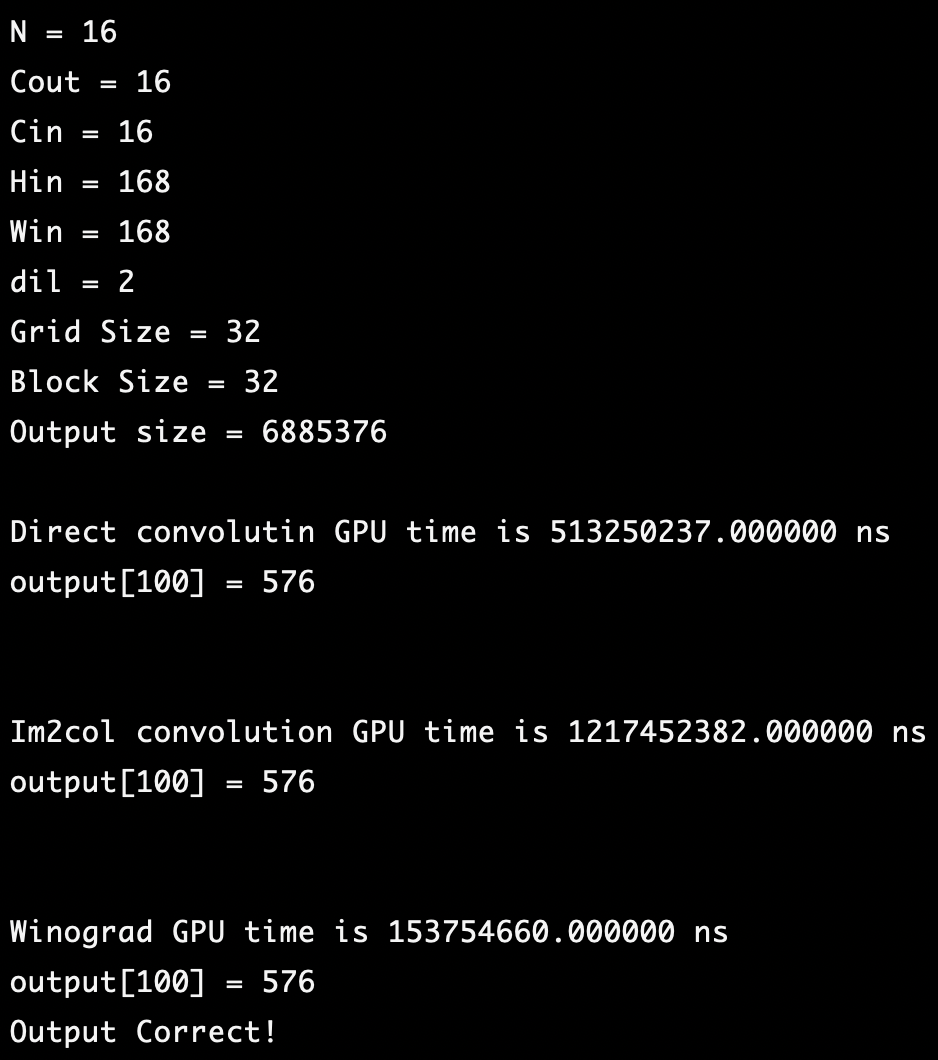 N = 16
Cout = 16
Cin = 16
Hin = 168
Win = 168
dil = 2
Grid Size = 32
Block Size = 32
Output size = 6885376
Direct convolutin GPU time is 513250237.000000 ns
output[100] = 576
Im2col convolution GPU time is 1217452382.000000 ns
output[100] = 576
Winograd GPU time is 153754660.000000 ns
output[100] = 576
Output Correct!